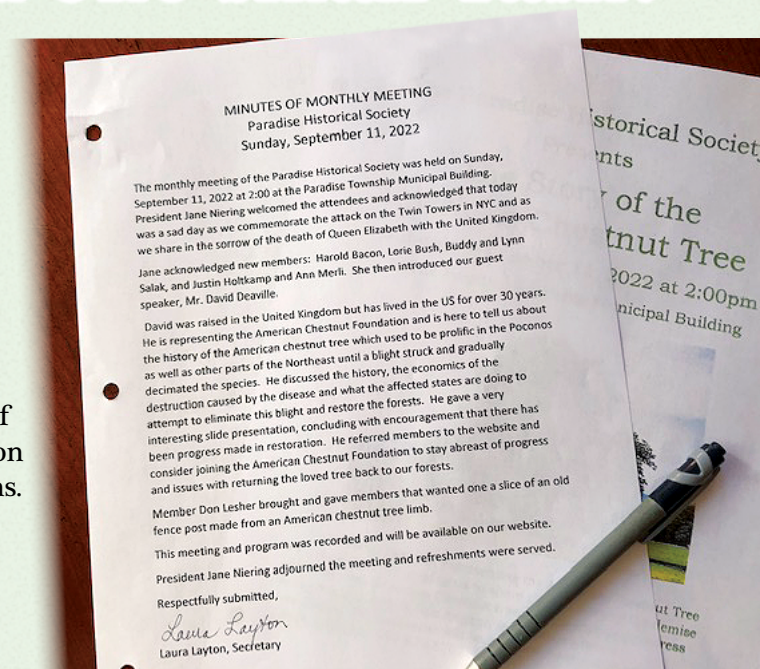 MINUTES OF MONTHLY MEETING
Paradise Historical Society
Sunday, September 11, 2022
The monthly meeting of the Paradise Historical Society was held on Sunday,
September 11, 2022 at 2:00 at the Paradise Township Municipal Building.
President Jane Niering welcomed the attendees and acknowledged that today
was a sad day as we commemorate the attack on the Twin Towers in NYC and as
we share in the sorrow of the death of Queen Elizabeth with the United Kingdom.
Jane acknowledged new members: Harold Bacon, Lorie Bush, Buddy and Lynn
Salak, and Justin Holtkamp and Ann Merli. She then introduced our guest
speaker, Mr. David Deaville.
David was raised in the United Kingdom but has lived in the US for over 30 years.
He is representing the American Chestnut Foundation and is here to tell us about
the history of the American chestnut tree which used to be prolific in the Poconos
as well as other parts of the Northeast until a blight struck and gradually
decimated the species. He discussed the history, the economics of the
destruction caused by the disease and what the affected states are doing to
attempt to eliminate this blight and restore the forests. He gave a very
interesting slide presentation, concluding with encouragement that there has
been progress made in restoration. He referred members to the website and
consider joining the American Chestnut Foundation to stay abreast of progress
and issues with returning the loved tree back to our forests.
Member Don Lesher brought and gave members that wanted one a slice of an old
fence post made from an American chestnut tree limb.
This meeting and program was recorded and will be available on our website.
President Jane Niering adjourned the meeting and refreshments were served.
Respectfully submitted,
Laura Layton
Laura Layton, Secretary
istorical Society
ents
of the
tnut Tree
2022 at 2:00pm
nicipal Building
ut Tree
emise
ress
f
on
ns.